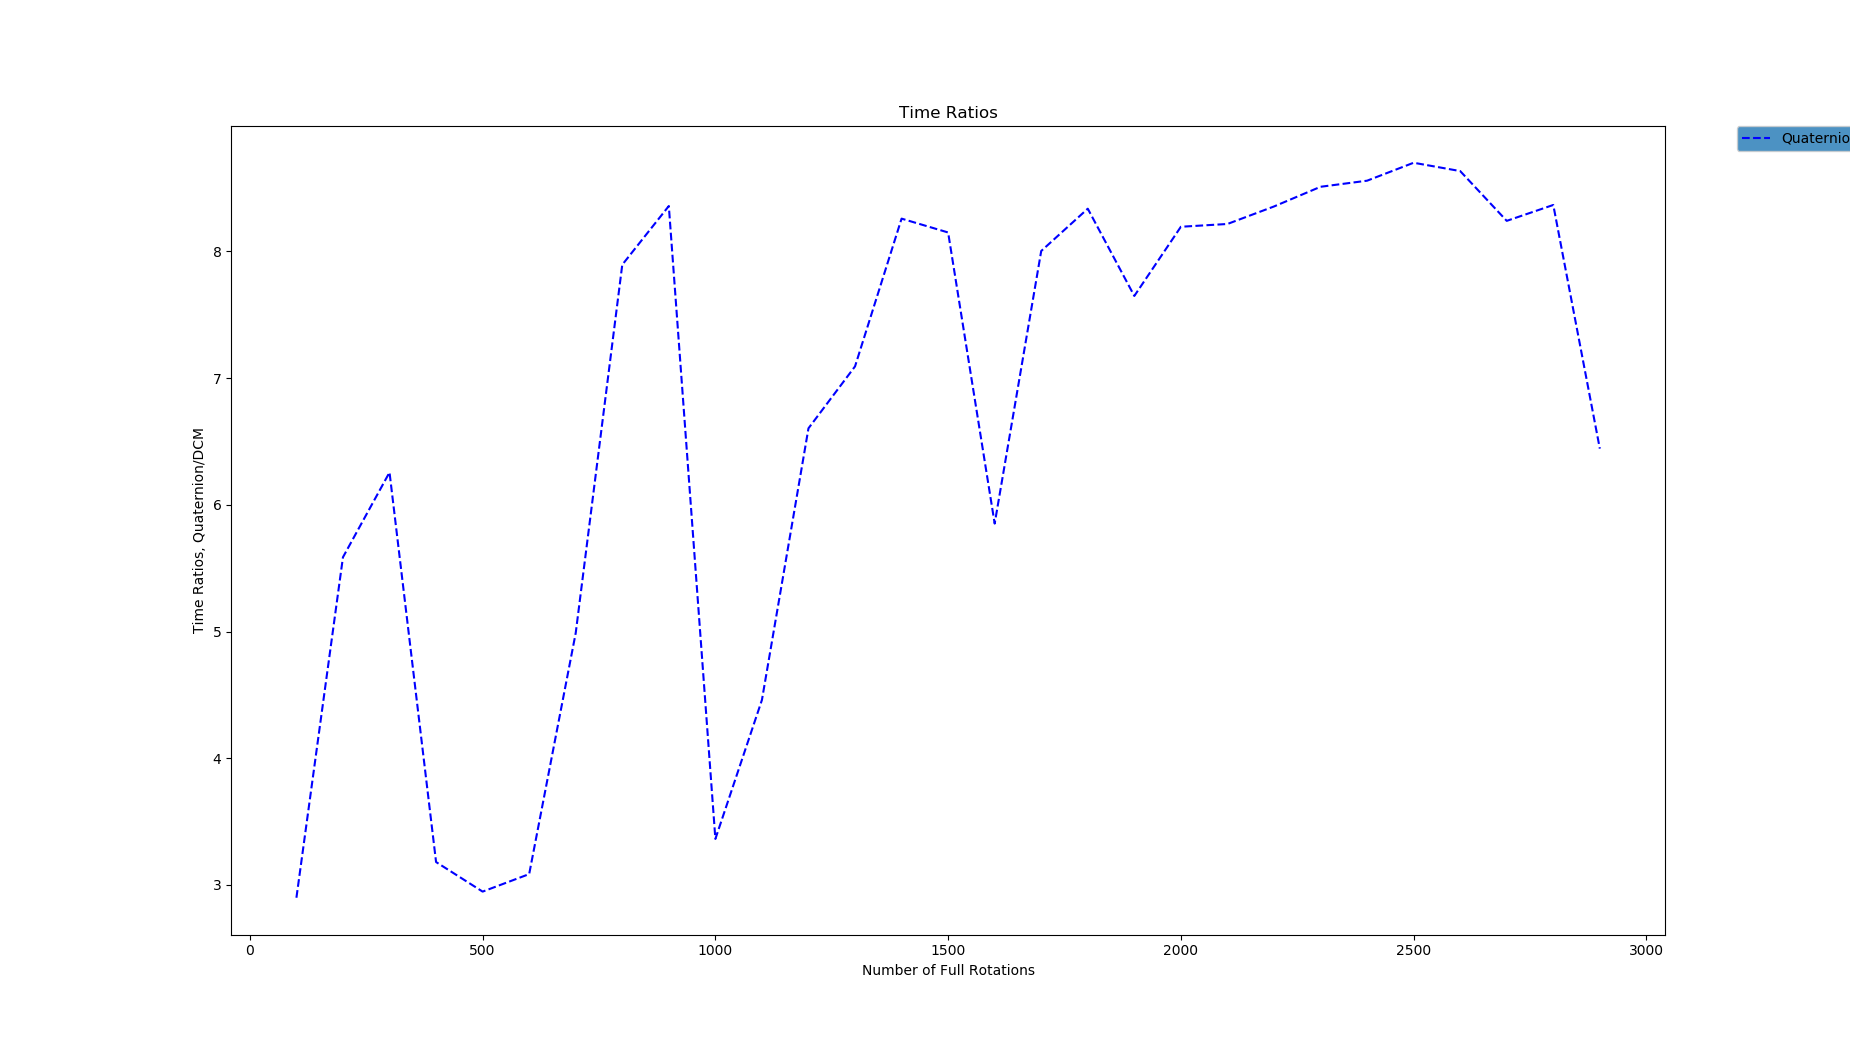 Time Ratios
Quaternio
Time Ratios, Quaternion/DCM
8
7
6
5
4
3
0 500 1000 1500 2000 2500 3000
Number of Full Rotations